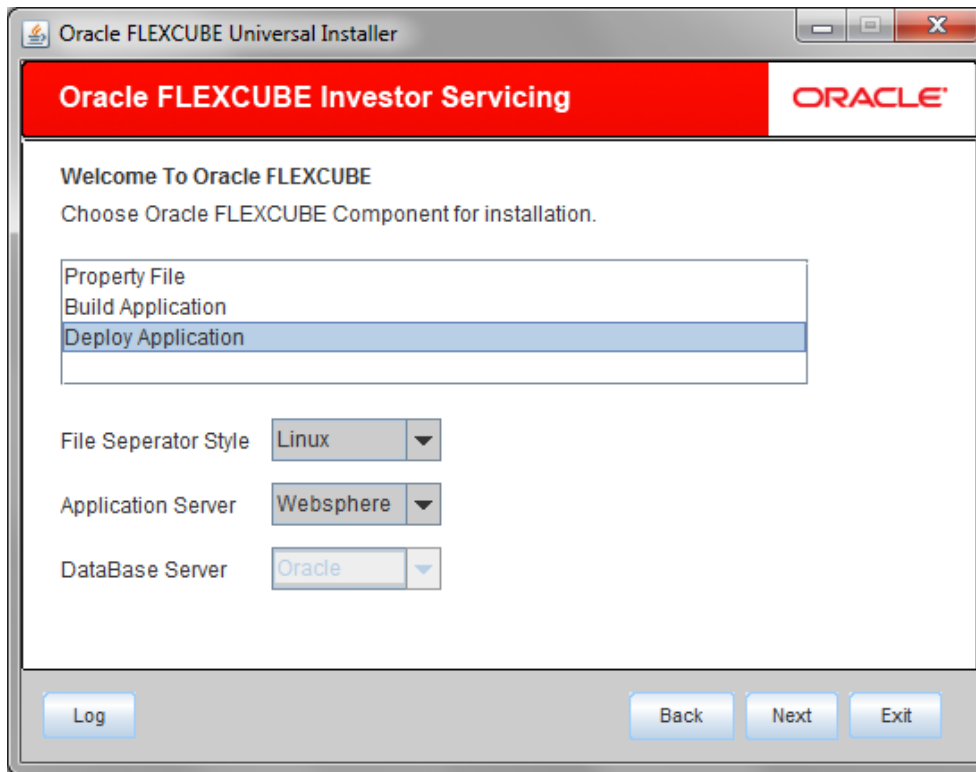 Oracle FLEXCUBE Universal Installer
Oracle FLEXCUBE Investor Servicing
ORACLE
Welcome To Oracle FLEXCUBE
Choose Oracle FLEXCUBE Component for installation.
Property File
Build Application
Deploy Application
File Seperator Style Linux
Application Server Websphere
DataBase Server Oracle
Log Back Next Exit